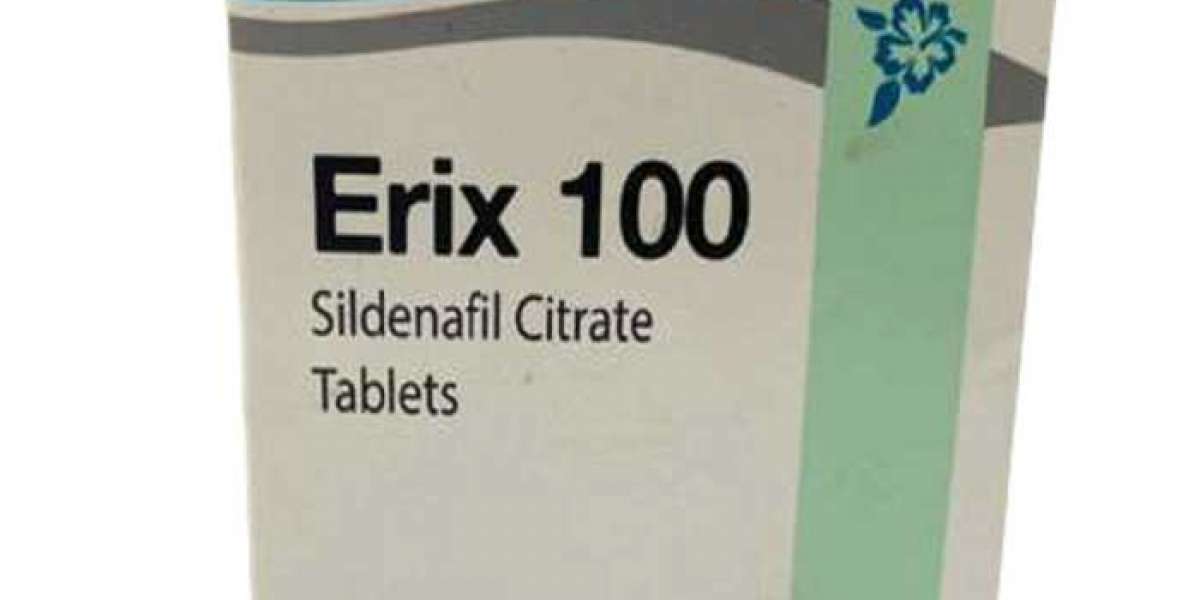 Erix 100
Sildenafil Citrate
Tablets